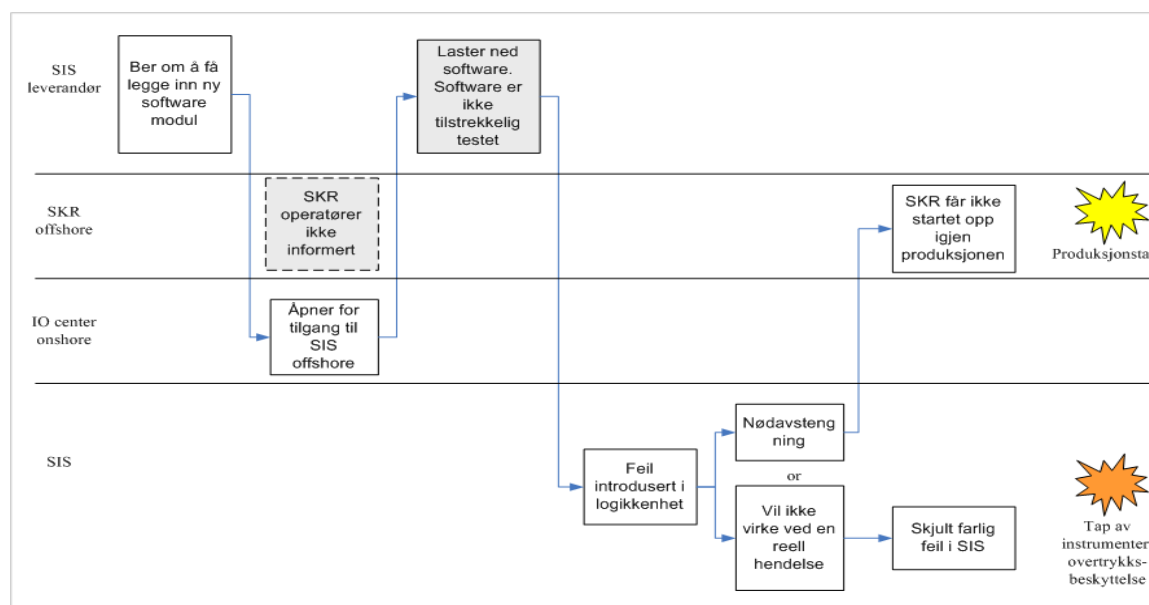 SIS
leverandør
Ber om å få
legge inn ny
software
modul
Laster ned
software.
Software er
ikke
tilstrekkelig
testet
SKR
offshore
SKR
operatører
ikke
informert
SKR får ikke
startet opp
igjen
produksjonen
Produksjonsta
IO center
onshore
Åpner for
tilgang til
SIS
offshore
SIS
Feil
introdusert i
logikkenhet
Nødavsteng
ning
or
Vil ikke
virke ved en
reell
hendelse
Skjult farlig
feil i SIS
Tap av
instrumenter
overtrykks-
beskyttelse